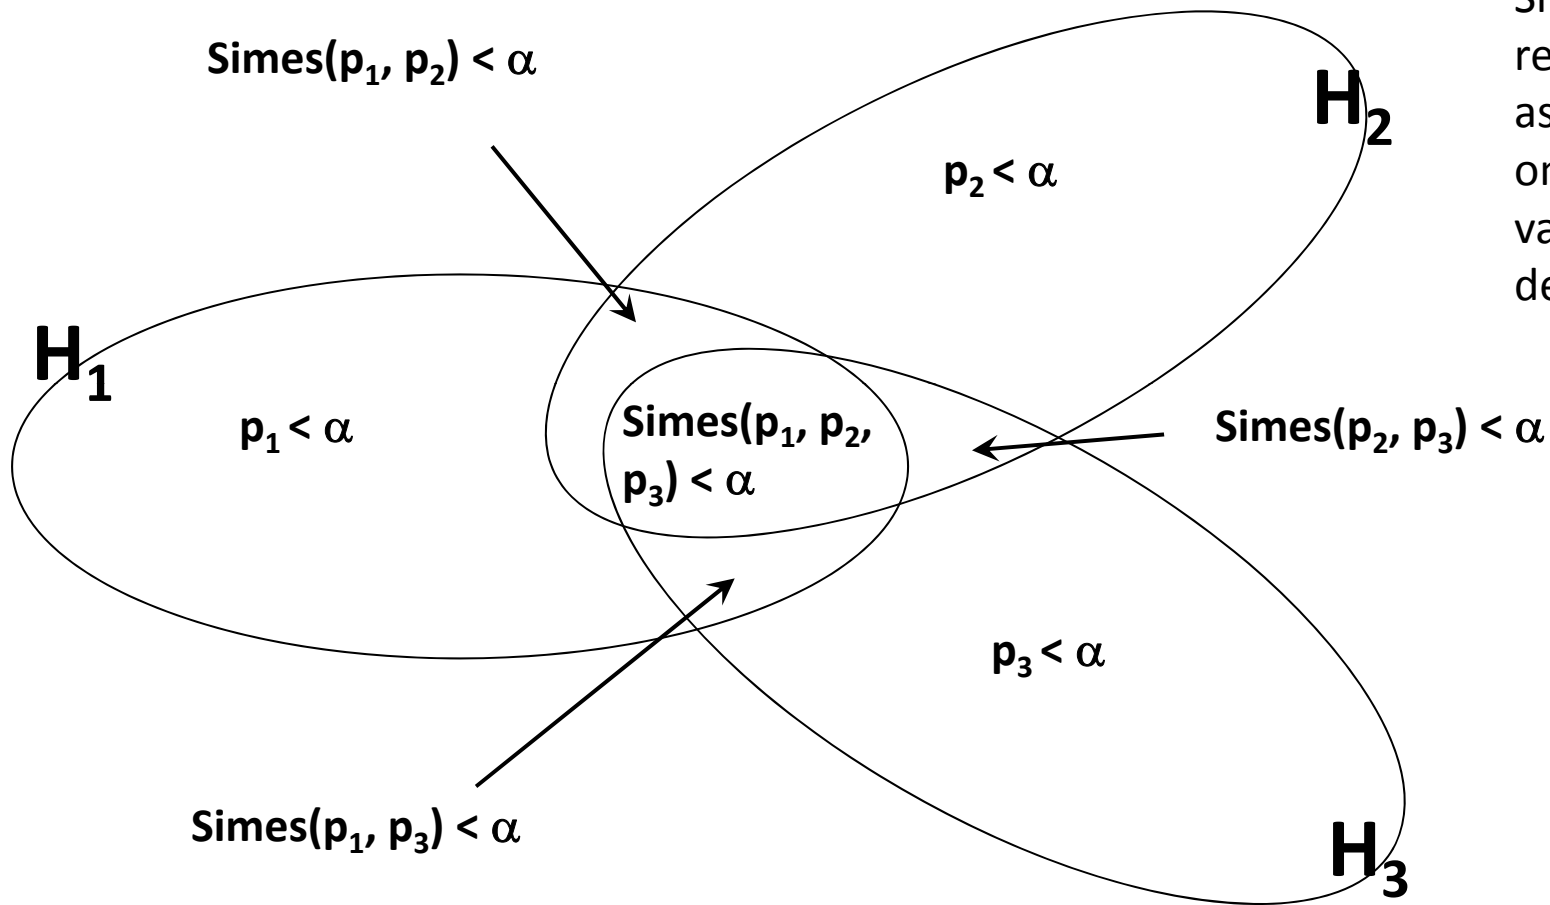 Simes(p₁, p₂) < α
H₂
p₂ < α
H₁
p₁ < α
Simes(p₁, p₂,
p₃) < α
Simes(p₂, p₃) < α
p₃ < α
Simes(p₁, p₃) < α
H₃